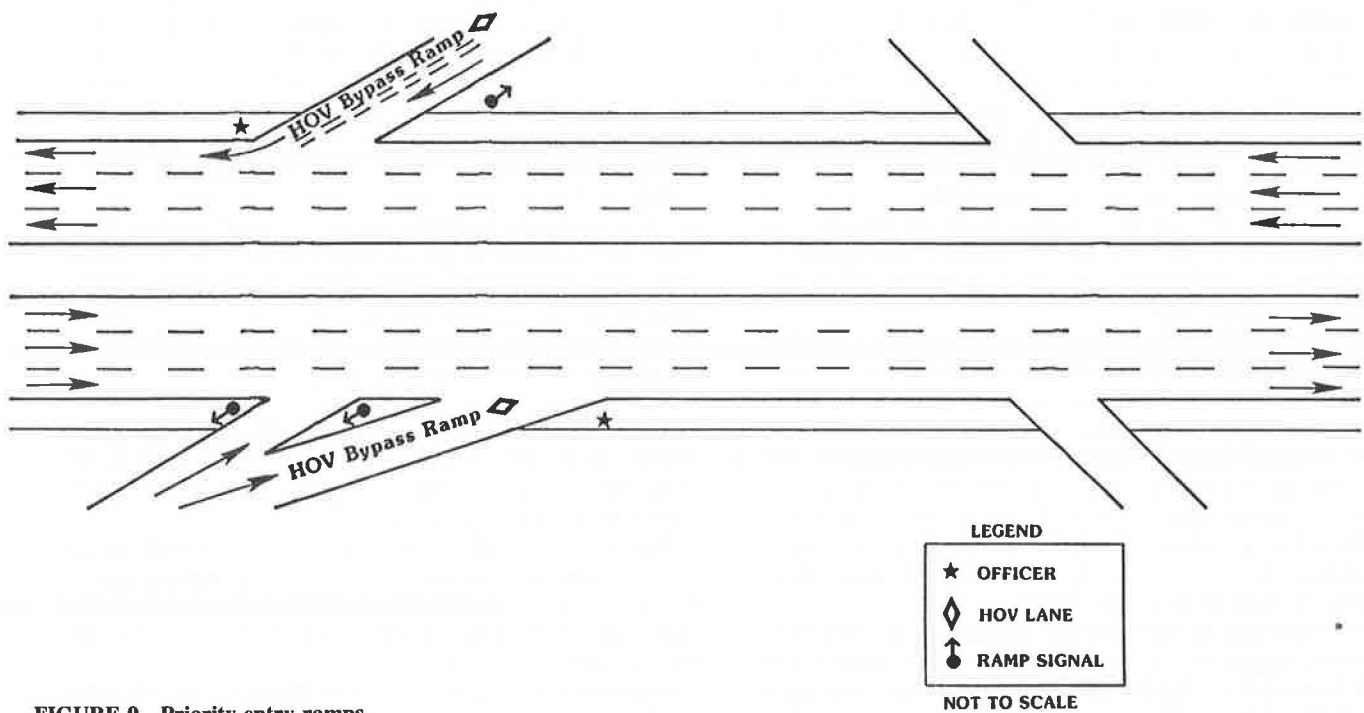 HOV Bypass Ramp
HOV Bypass Ramp
LEGEND
OFFICER
HOV LANE
RAMP SIGNAL
NOT TO SCALE
FIGURE 9 Priority entry ramps